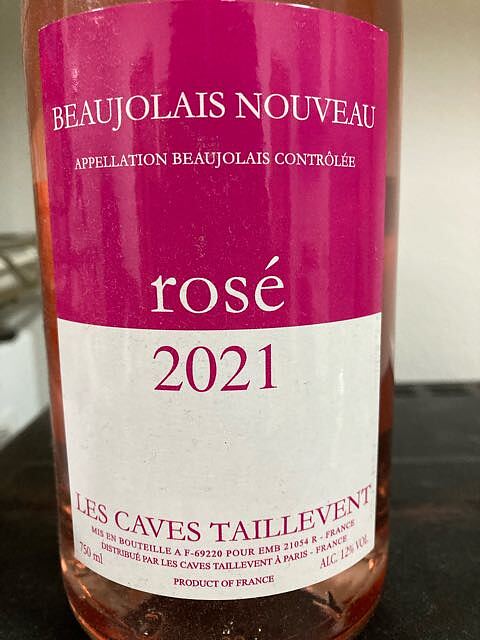 BEAUJOLAIS NOUVEAU
APPELLATION BEAUJOLAIS CONTRÔLÉE
rosé
2021
LES CAVES TAILLEVENT
MIS EN BOUTEILLE A F-69220 POUR EMB 21054 R - FRANCE
DISTRIBUÉ PAR LES CAVES TAILLEVENT À PARIS - FRANCE
750 ml
ALC. 12% VOL.
PRODUCT OF FRANCE